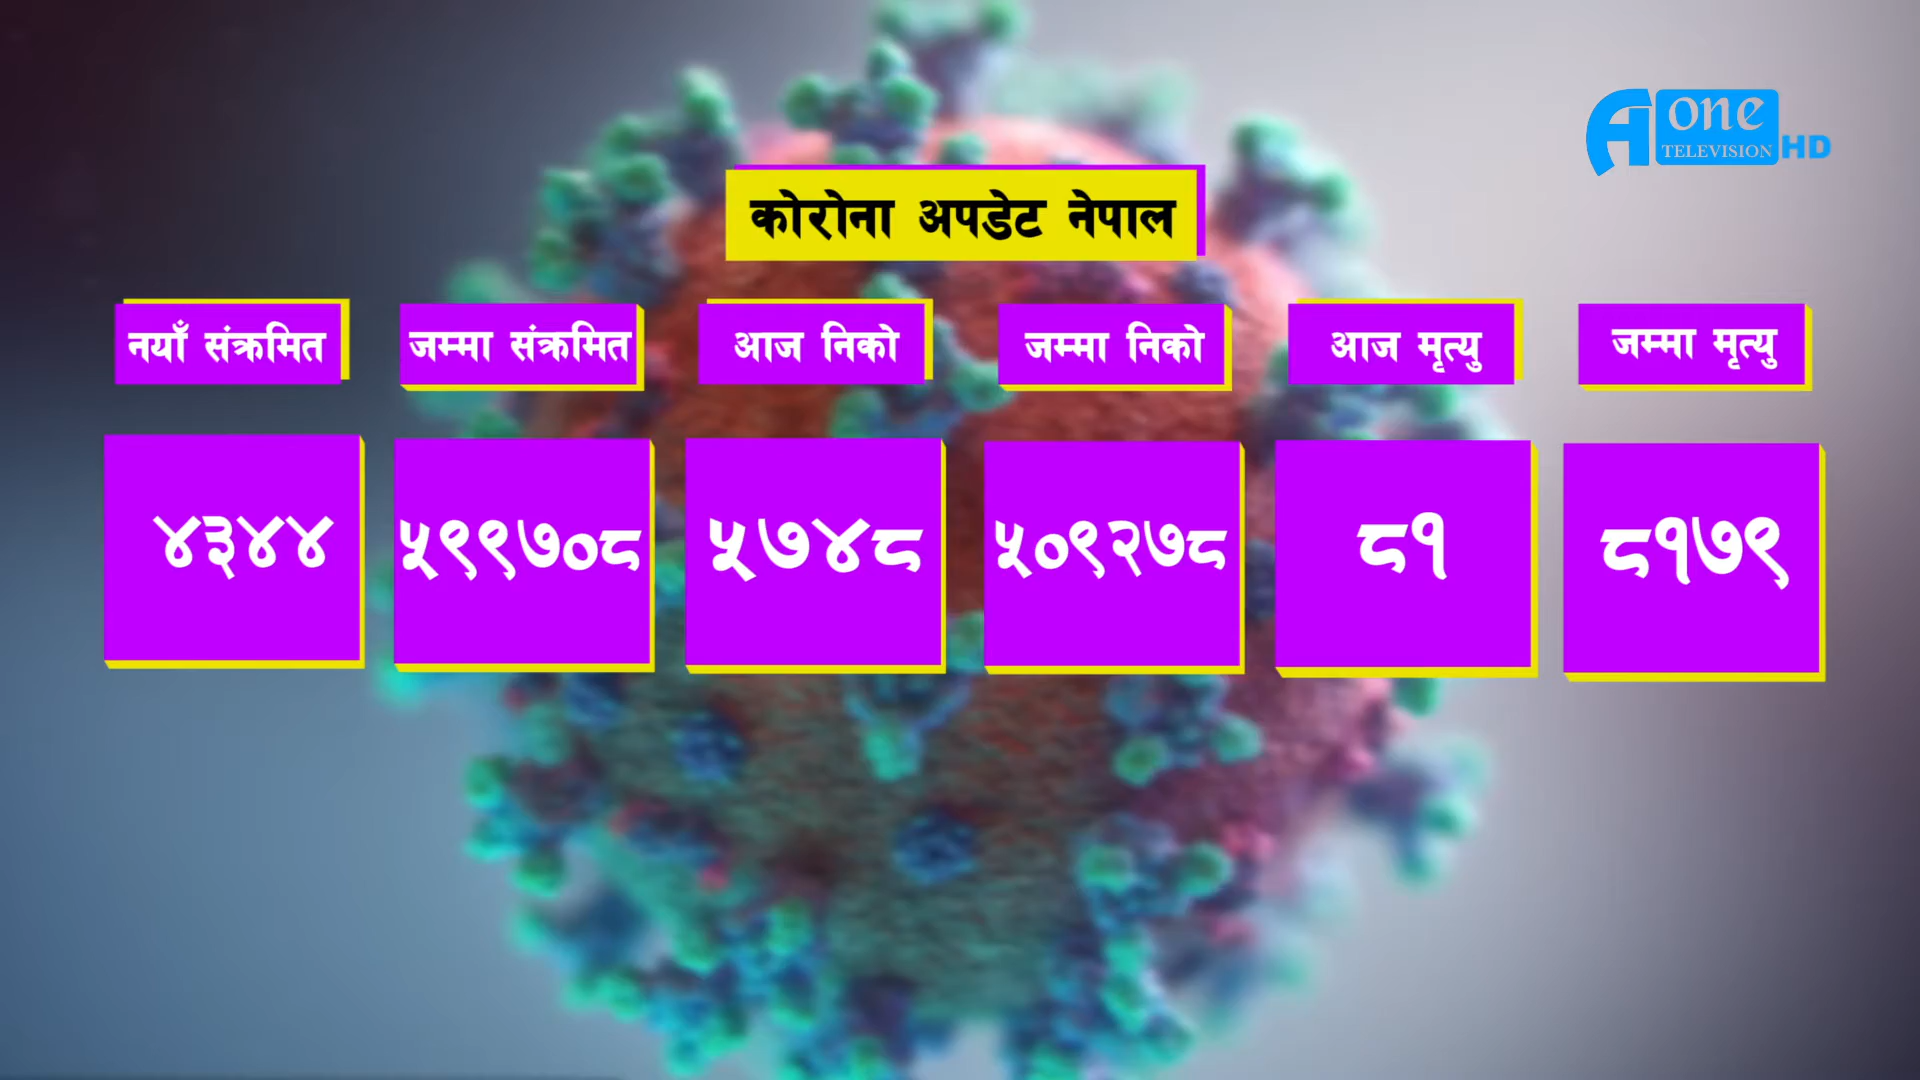 A one
TELEVISION HD
कोरोना अपडेट नेपाल
नयाँ संक्रमित जम्मा संक्रमित आज निको जम्मा निको आज मृत्यु जम्मा मृत्यु
४३४४ ५९९७०८ ५७४८ ५०९२७८ ८१ ८१७९